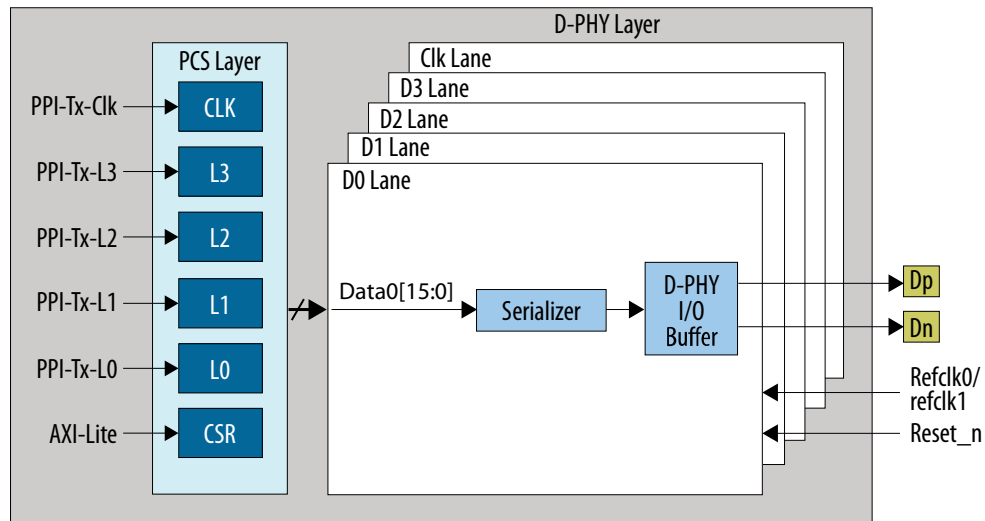 D-PHY Layer
PCS Layer
Clk Lane
D3 Lane
D2 Lane
D1 Lane
D0 Lane
PPI-Tx-Clk
CLK
PPI-Tx-L3
L3
PPI-Tx-L2
L2
PPI-Tx-L1
L1
PPI-Tx-L0
L0
AXI-Lite
CSR
Data0[15:0]
Serializer
D-PHY
I/O
Buffer
Dp
Dn
Refclk0/
refclk1
Reset_n